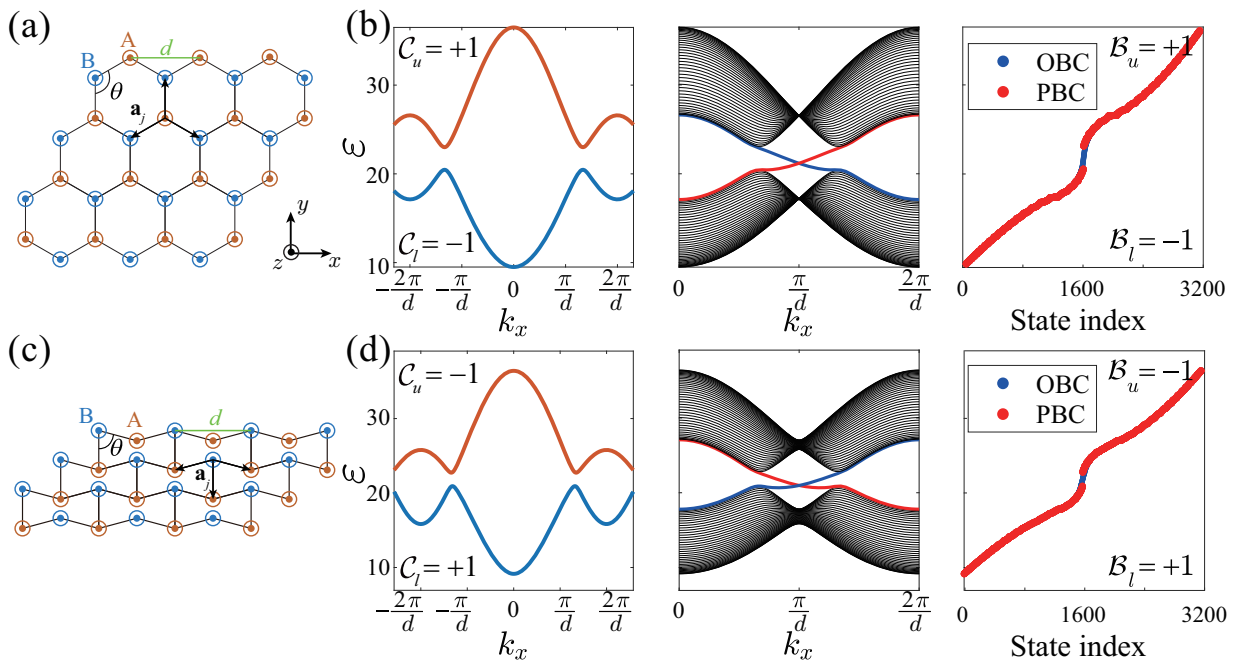 (a)
A
d
B
θ
a_j
y
z
x
(b)
C_u = +1
C_l = −1
30
20
10
ω
−2π/d
−π/d
0
π/d
2π/d
k_x
0
π/d
2π/d
k_x
OBC
PBC
B_u = +1
B_l = −1
0
1600
3200
State index
(c)
B
A
d
θ
a_j
(d)
C_u = −1
C_l = +1
30
20
10
ω
−2π/d
−π/d
0
π/d
2π/d
k_x
0
π/d
2π/d
k_x
OBC
PBC
B_u = −1
B_l = +1
0
1600
3200
State index